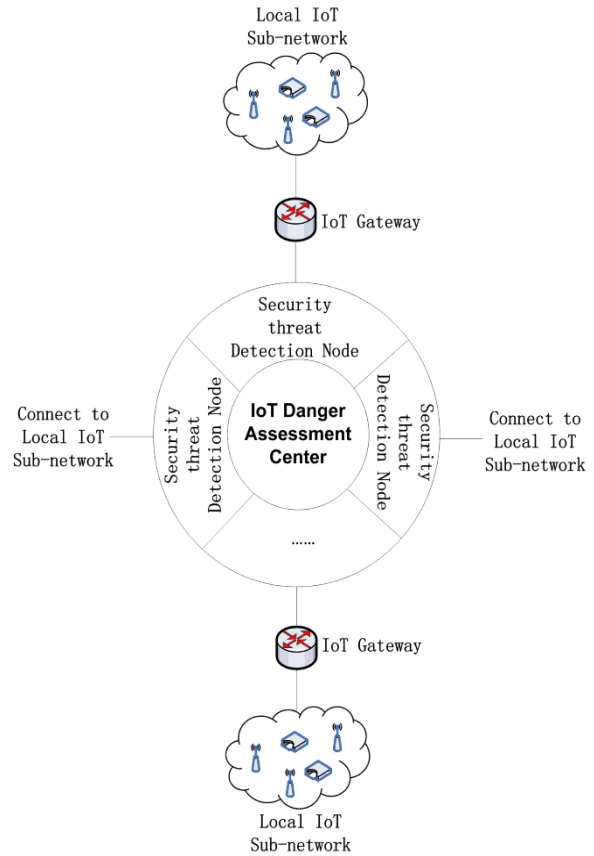 Local IoT
Sub-network
IoT Gateway
Security
threat
Detection Node
Security
threat
Detection Node
IoT Danger
Assessment
Center
Security
threat
Detection Node
Connect to
Local IoT
Sub-network
Connect to
Local IoT
Sub-network
......
IoT Gateway
Local IoT
Sub-network